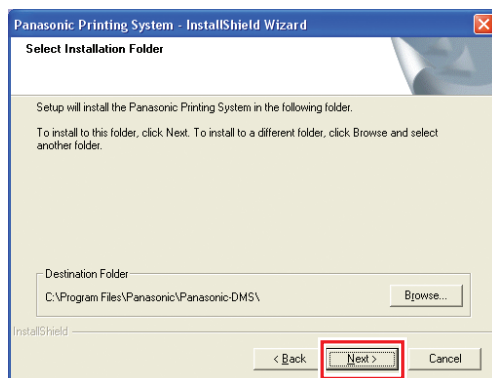 Panasonic Printing System - InstallShield Wizard
Select Installation Folder
Setup will install the Panasonic Printing System in the following folder.
To install to this folder, click Next. To install to a different folder, click Browse and select
another folder.
Destination Folder
C:\Program Files\Panasonic\Panasonic-DMS\
Browse...
InstallShield
< Back
Next >
Cancel